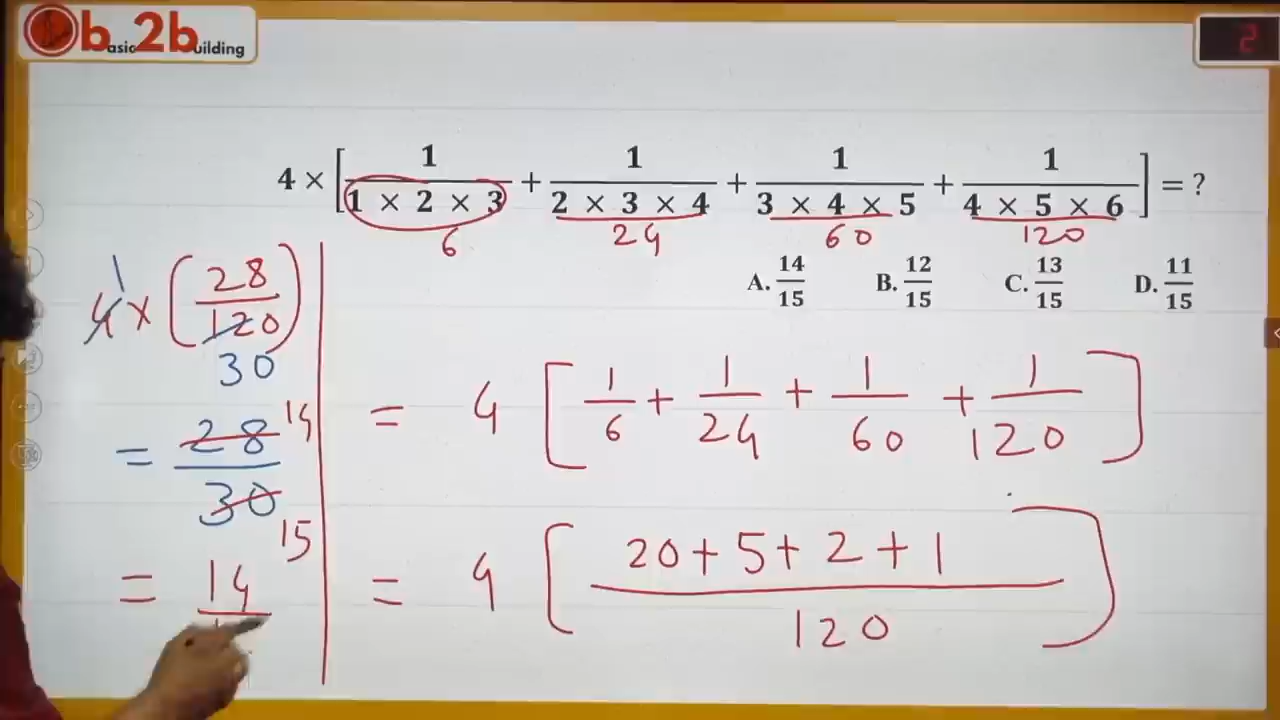 b asic 2b uilding
2
4 × [ 1/(1 × 2 × 3) + 1/(2 × 3 × 4) + 1/(3 × 4 × 5) + 1/(4 × 5 × 6) ] = ?
6 24 60 120
A. 14/15 B. 12/15 C. 13/15 D. 11/15
1
4 × (28/120)
30
= 28/30 14
15
= 14
= 4 [ 1/6 + 1/24 + 1/60 + 1/120 ]
= 4 [ (20 + 5 + 2 + 1)/120 ]